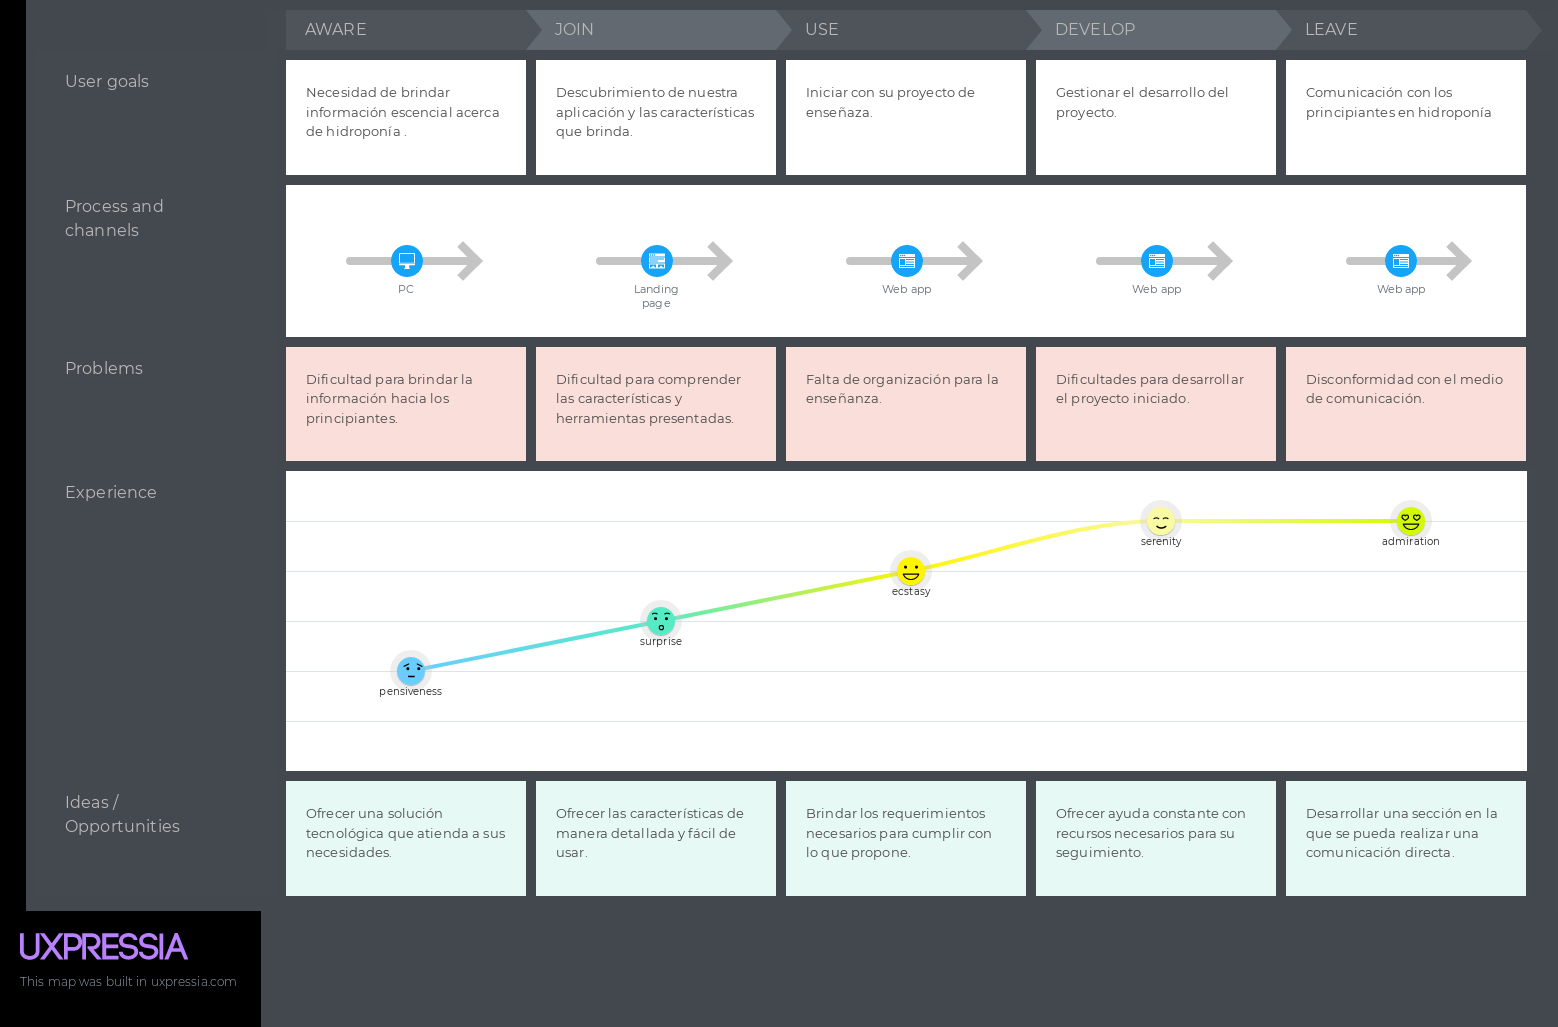 AWARE
JOIN
USE
DEVELOP
LEAVE
User goals
Necesidad de brindar
información escencial acerca
de hidroponía .
Descubrimiento de nuestra
aplicación y las características
que brinda.
Iniciar con su proyecto de
enseñaza.
Gestionar el desarrollo del
proyecto.
Comunicación con los
principiantes en hidroponía
Process and
channels
PC
Landing
page
Web app
Web app
Web app
Problems
Dificultad para brindar la
información hacia los
principiantes.
Dificultad para comprender
las características y
herramientas presentadas.
Falta de organización para la
enseñanza.
Dificultades para desarrollar
el proyecto iniciado.
Disconformidad con el medio
de comunicación.
Experience
pensiveness
surprise
ecstasy
serenity
admiration
Ideas /
Opportunities
Ofrecer una solución
tecnológica que atienda a sus
necesidades.
Ofrecer las características de
manera detallada y fácil de
usar.
Brindar los requerimientos
necesarios para cumplir con
lo que propone.
Ofrecer ayuda constante con
recursos necesarios para su
seguimiento.
Desarrollar una sección en la
que se pueda realizar una
comunicación directa.
UXPRESSIA
This map was built in uxpressia.com